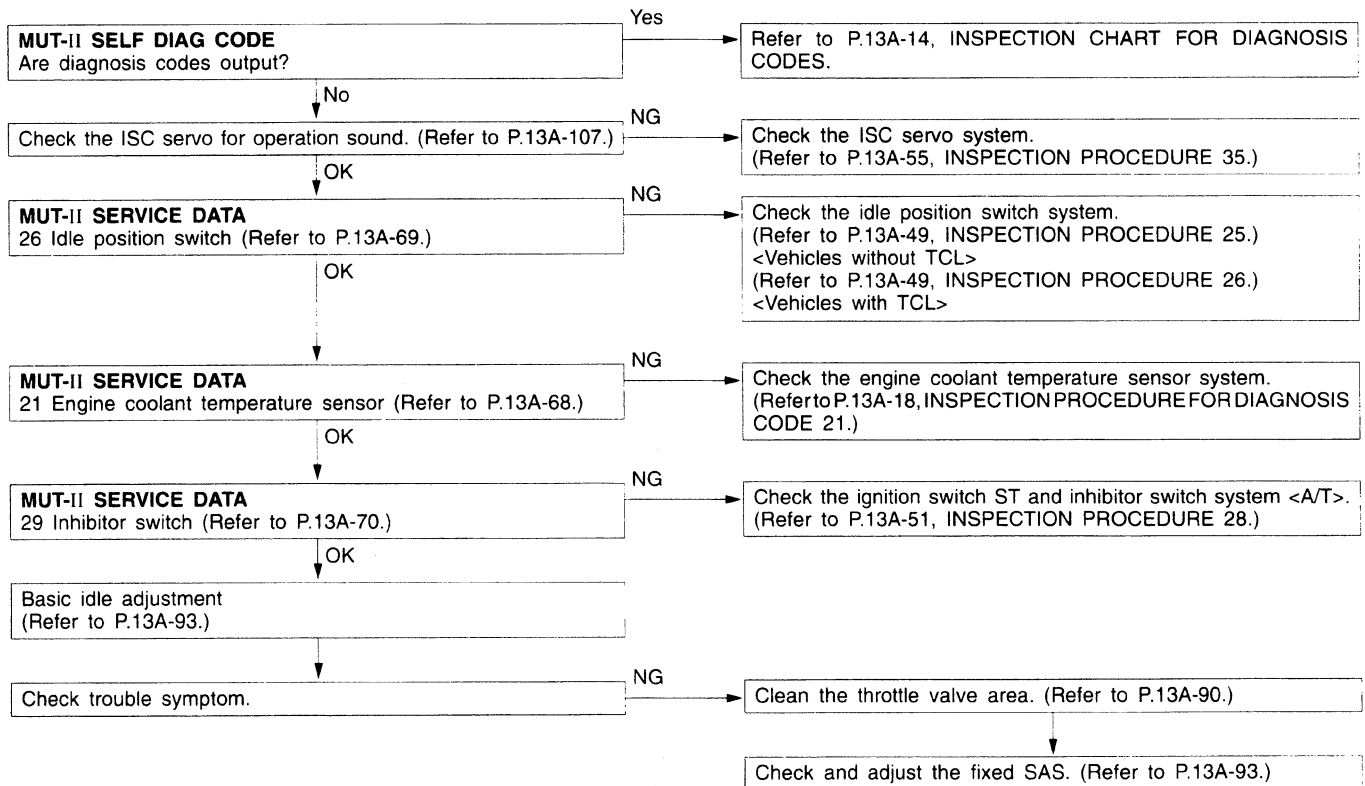 MUT-II SELF DIAG CODE
Are diagnosis codes output?
Yes
Refer to P.13A-14, INSPECTION CHART FOR DIAGNOSIS
CODES.
No
Check the ISC servo for operation sound. (Refer to P.13A-107.)
NG
Check the ISC servo system.
(Refer to P.13A-55, INSPECTION PROCEDURE 35.)
OK
MUT-II SERVICE DATA
26 Idle position switch (Refer to P.13A-69.)
NG
Check the idle position switch system.
(Refer to P.13A-49, INSPECTION PROCEDURE 25.)
<Vehicles without TCL>
(Refer to P.13A-49, INSPECTION PROCEDURE 26.)
<Vehicles with TCL>
OK
MUT-II SERVICE DATA
21 Engine coolant temperature sensor (Refer to P.13A-68.)
NG
Check the engine coolant temperature sensor system.
(Refer to P.13A-18, INSPECTION PROCEDURE FOR DIAGNOSIS
CODE 21.)
OK
MUT-II SERVICE DATA
29 Inhibitor switch (Refer to P.13A-70.)
NG
Check the ignition switch ST and inhibitor switch system <A/T>.
(Refer to P.13A-51, INSPECTION PROCEDURE 28.)
OK
Basic idle adjustment
(Refer to P.13A-93.)
Check trouble symptom.
NG
Clean the throttle valve area. (Refer to P.13A-90.)
Check and adjust the fixed SAS. (Refer to P.13A-93.)